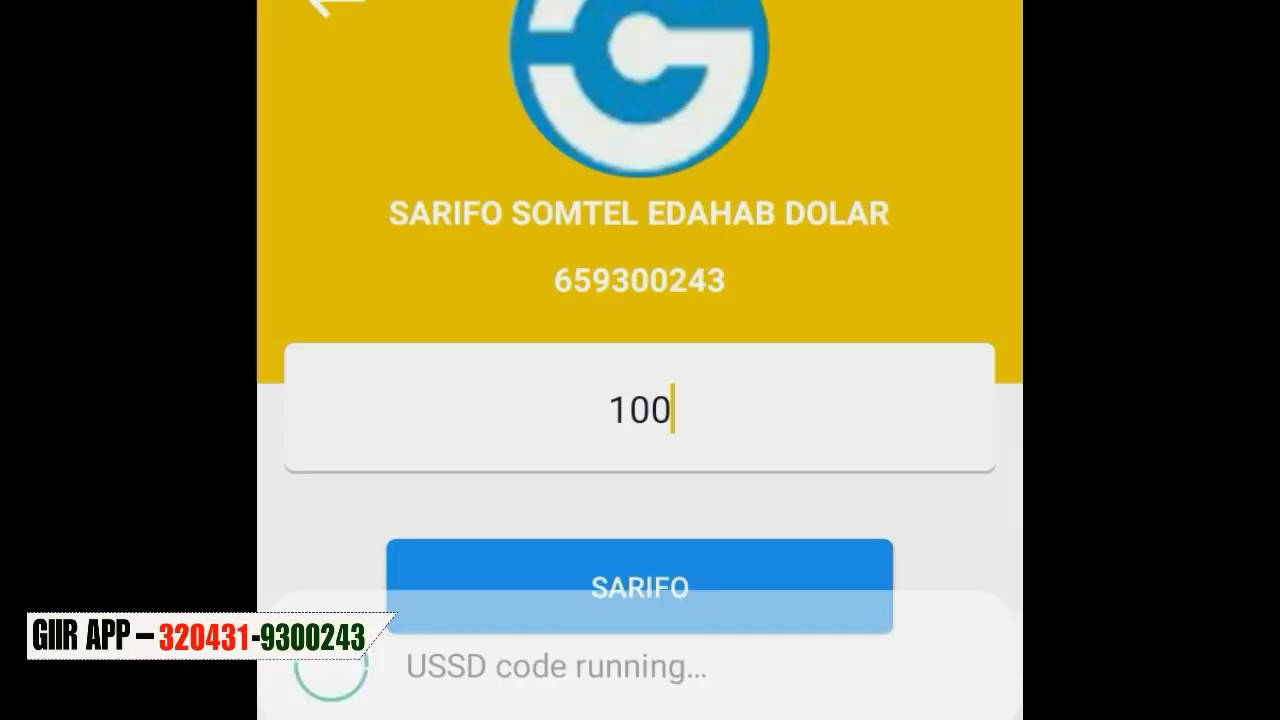 SARIFO SOMTEL EDAHAB DOLAR
659300243
100
SARIFO
GIIR APP – 320431-9300243
USSD code running...